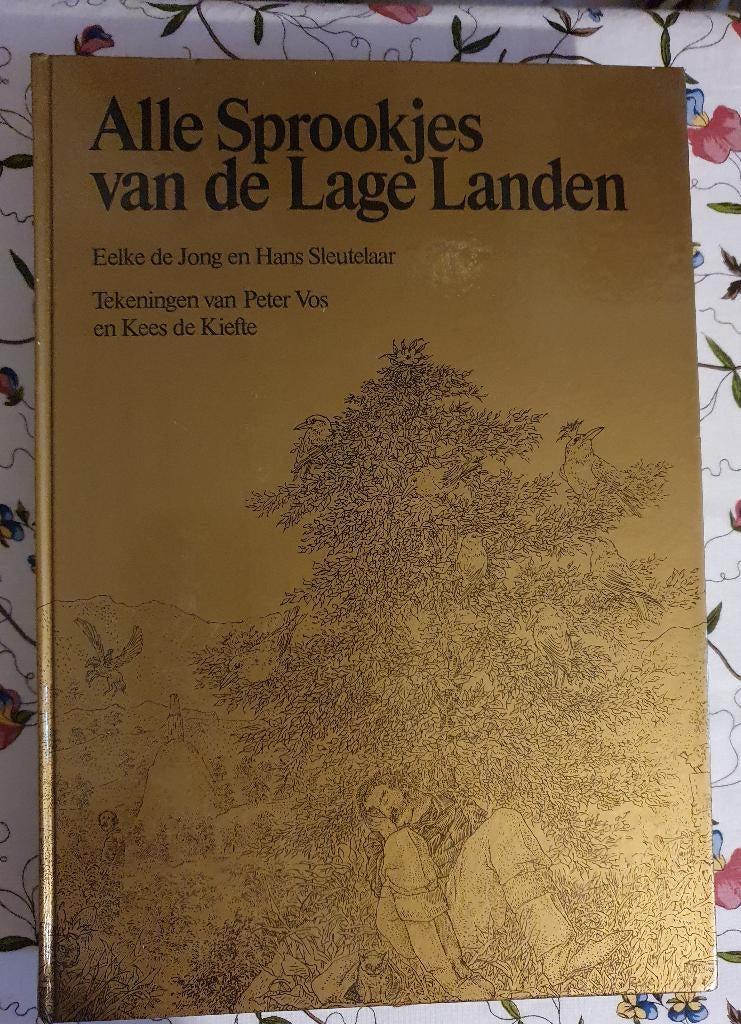 Alle Sprookjes
van de Lage Landen
Eelke de Jong en Hans Sleutelaar
Tekeningen van Peter Vos
en Kees de Kiefte